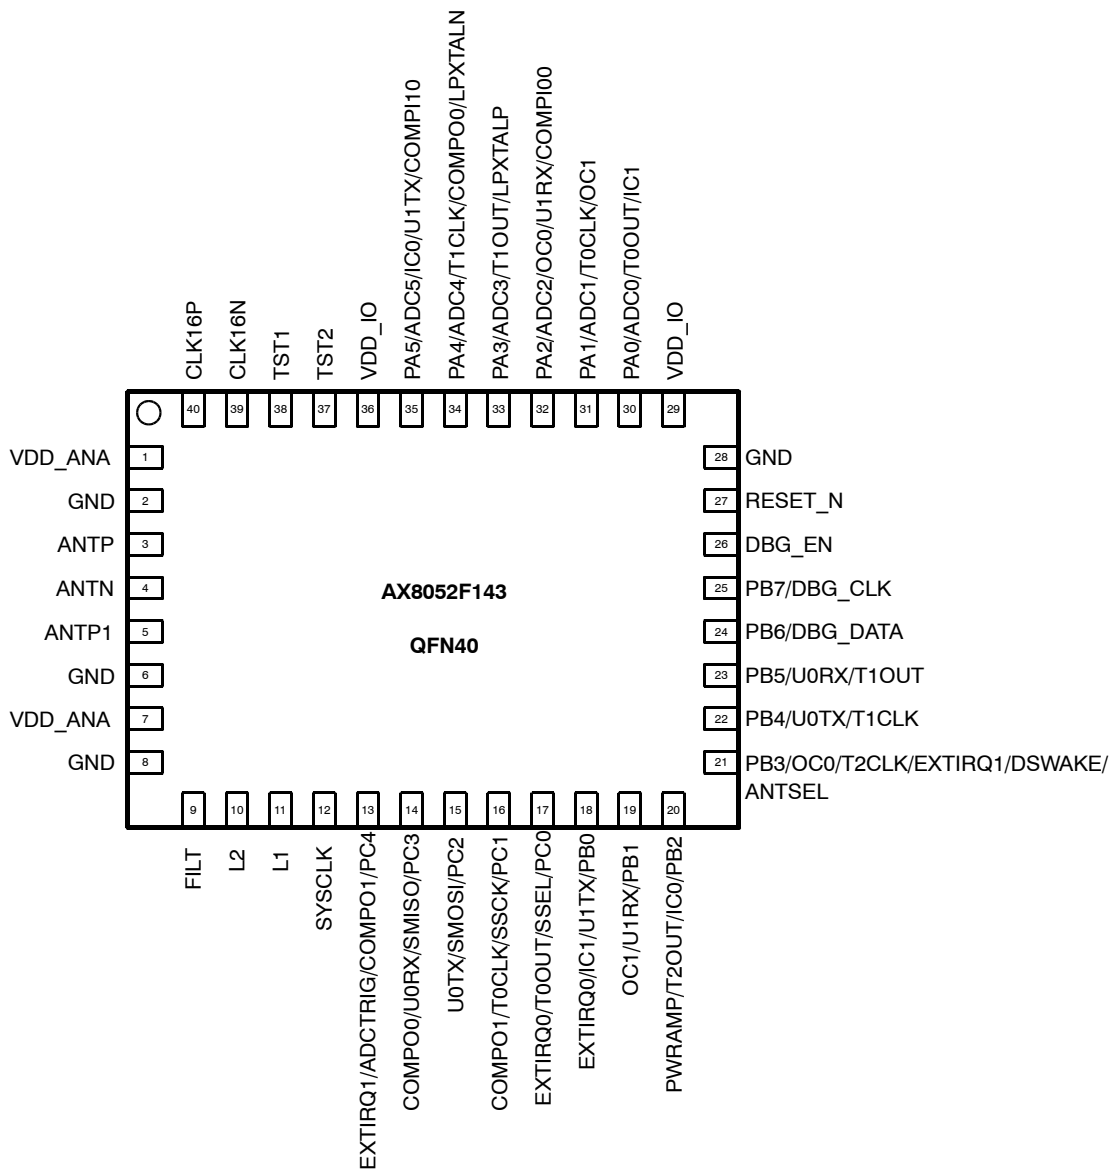 CLK16P
CLK16N
TST1
TST2
VDD_IO
PA5/ADC5/IC0/U1TX/COMPI10
PA4/ADC4/T1CLK/COMPO0/LPXTALN
PA3/ADC3/T1OUT/LPXTALP
PA2/ADC2/OC0/U1RX/COMPI00
PA1/ADC1/T0CLK/OC1
PA0/ADC0/T0OUT/IC1
VDD_IO
40
39
38
37
36
35
34
33
32
31
30
29
VDD_ANA 1
GND 2
ANTP 3
ANTN 4
ANTP1 5
GND 6
VDD_ANA 7
GND 8
AX8052F143
QFN40
28 GND
27 RESET_N
26 DBG_EN
25 PB7/DBG_CLK
24 PB6/DBG_DATA
23 PB5/U0RX/T1OUT
22 PB4/U0TX/T1CLK
21 PB3/OC0/T2CLK/EXTIRQ1/DSWAKE/
ANTSEL
9
10
11
12
13
14
15
16
17
18
19
20
FILT
L2
L1
SYSCLK
EXTIRQ1/ADCTRIG/COMPO1/PC4
COMPO0/U0RX/SMISO/PC3
U0TX/SMOSI/PC2
COMPO1/T0CLK/SSCK/PC1
EXTIRQ0/T0OUT/SSEL/PC0
EXTIRQ0/IC1/U1TX/PB0
OC1/U1RX/PB1
PWRAMP/T2OUT/IC0/PB2